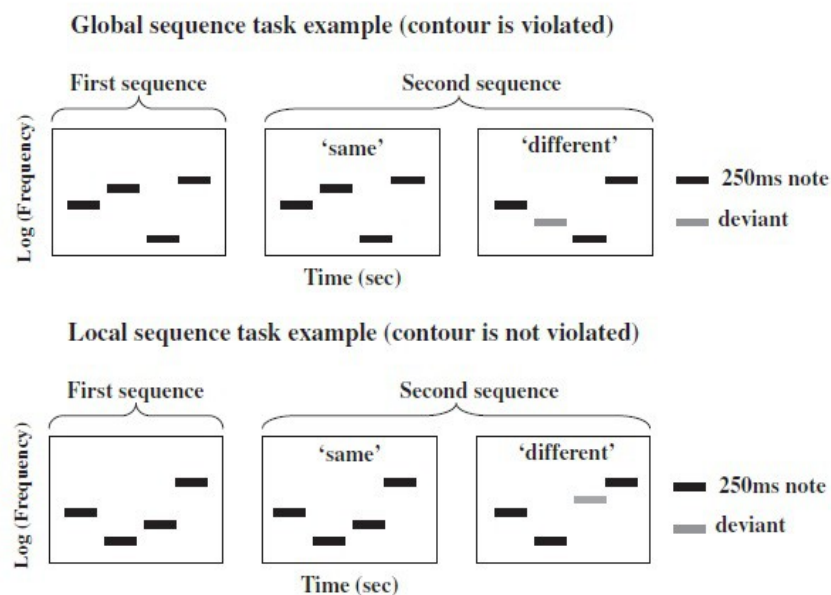 Global sequence task example (contour is violated)
First sequence
Second sequence
Log (Frequency)
‘same’
‘different’
250ms note
deviant
Time (sec)
Local sequence task example (contour is not violated)
First sequence
Second sequence
Log (Frequency)
‘same’
‘different’
250ms note
deviant
Time (sec)